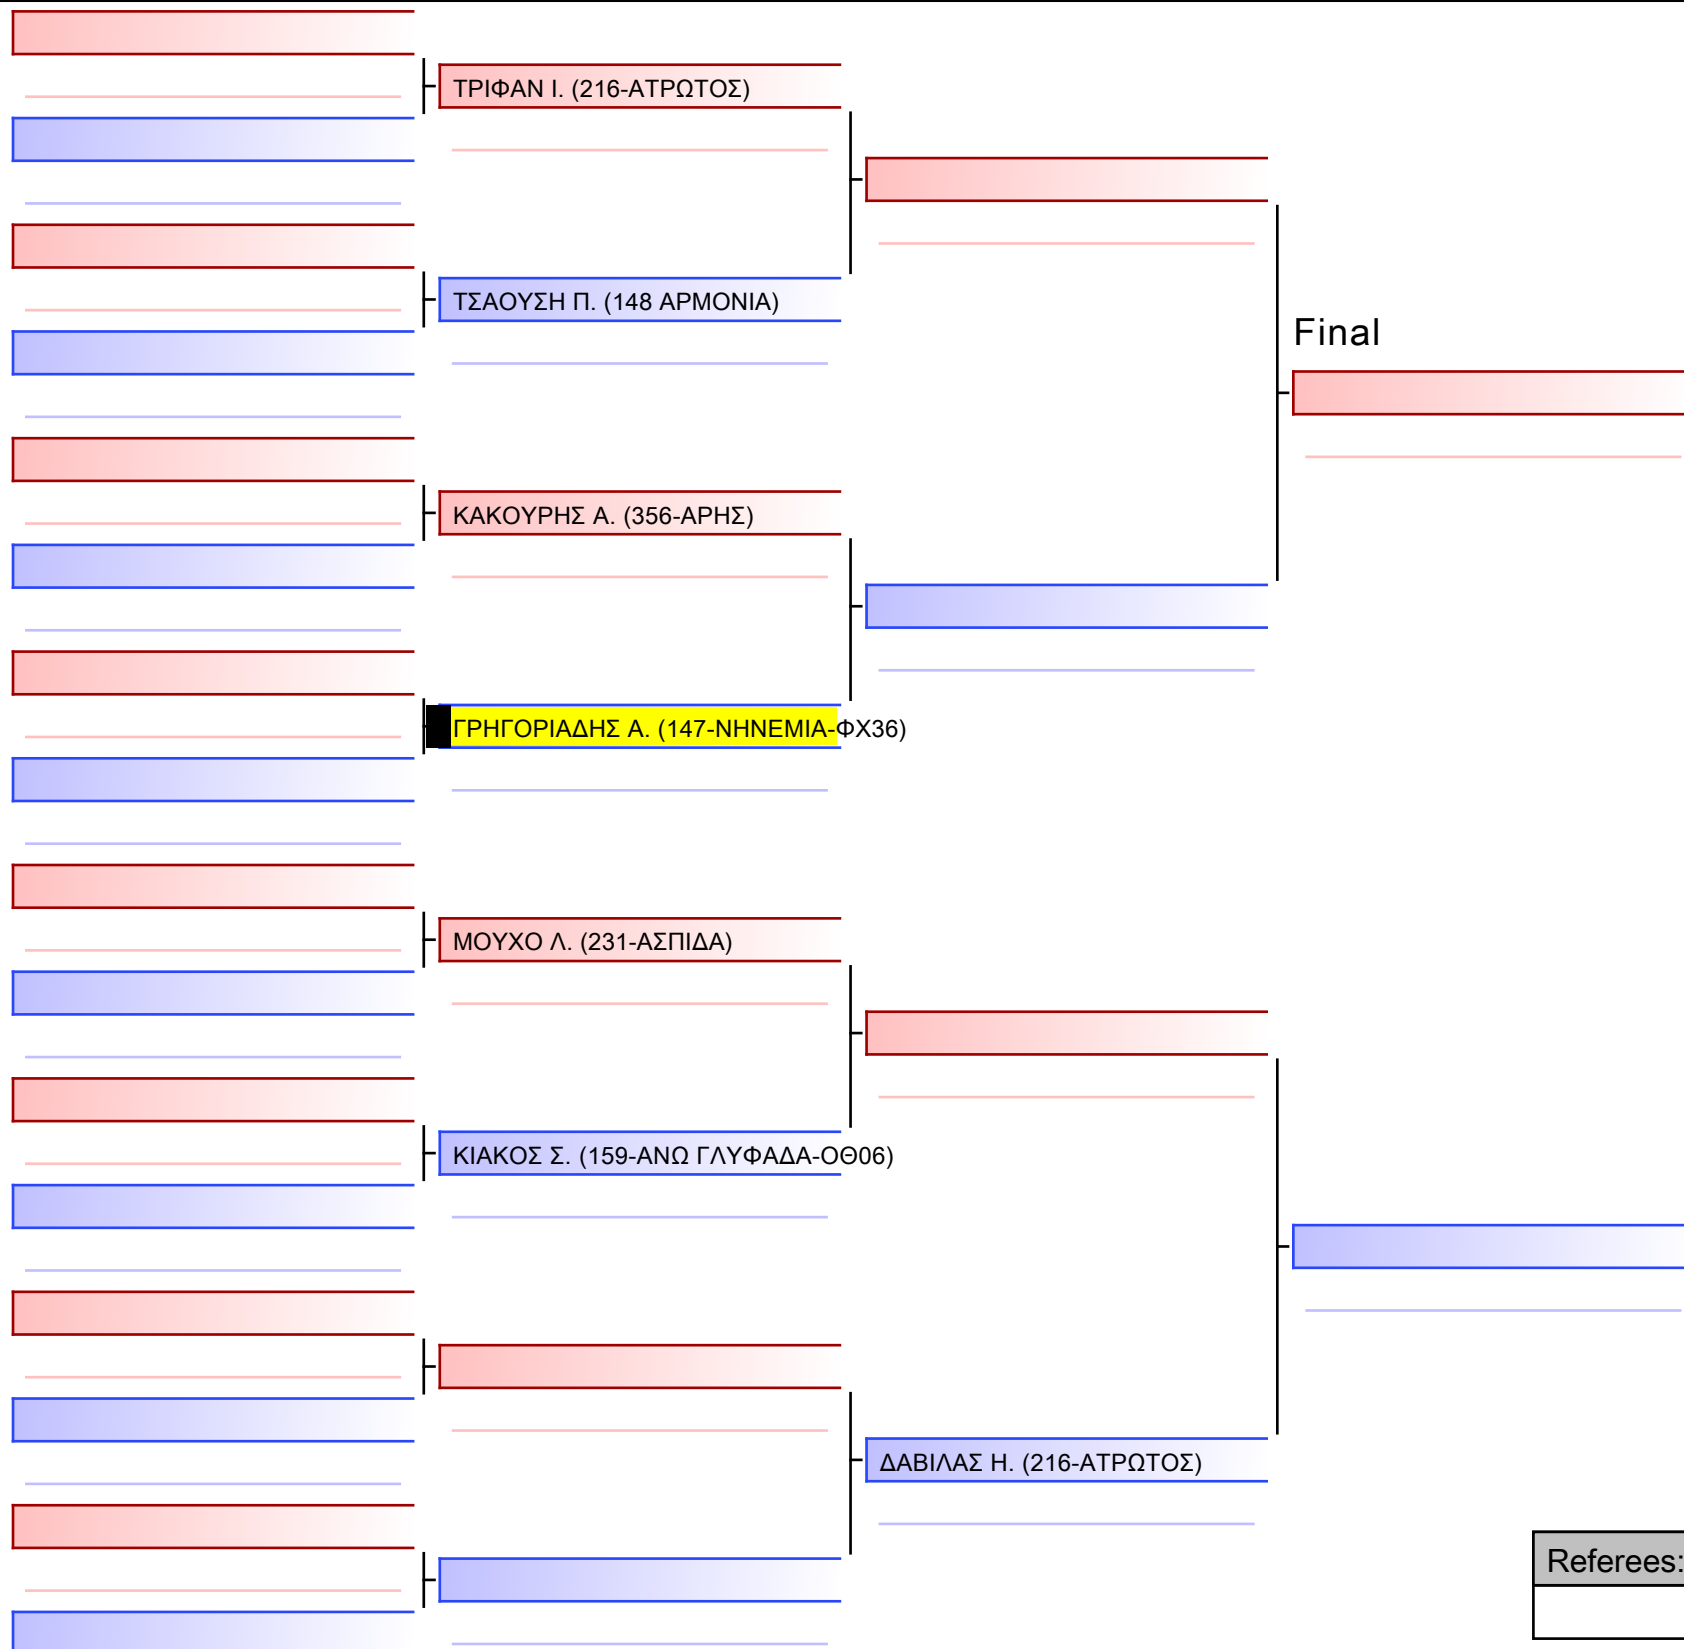 ΤΡΙΦΑΝ Ι. (216-ΑΤΡΩΤΟΣ)
ΤΣΑΟΥΣΗ Π. (148 ΑΡΜΟΝΙΑ)
Final
ΚΑΚΟΥΡΗΣ Α. (356-ΑΡΗΣ)
ΓΡΗΓΟΡΙΑΔΗΣ Α. (147-ΝΗΝΕΜΙΑ-ΦΧ36)
ΜΟΥΧΟ Λ. (231-ΑΣΠΙΔΑ)
ΚΙΑΚΟΣ Σ. (159-ΑΝΩ ΓΛΥΦΑΔΑ-ΟΘ06)
ΔΑΒΙΛΑΣ Η. (216-ΑΤΡΩΤΟΣ)
Referees: